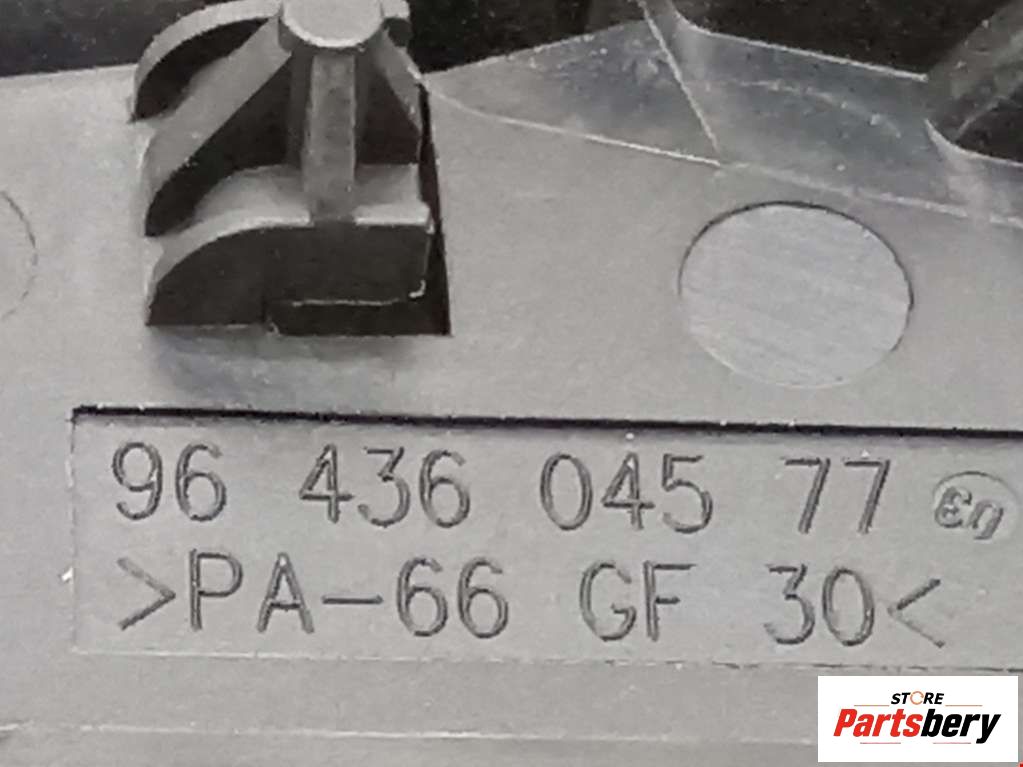 96 436 045 77
>PA-66 GF 30<
STORE
Partsbery